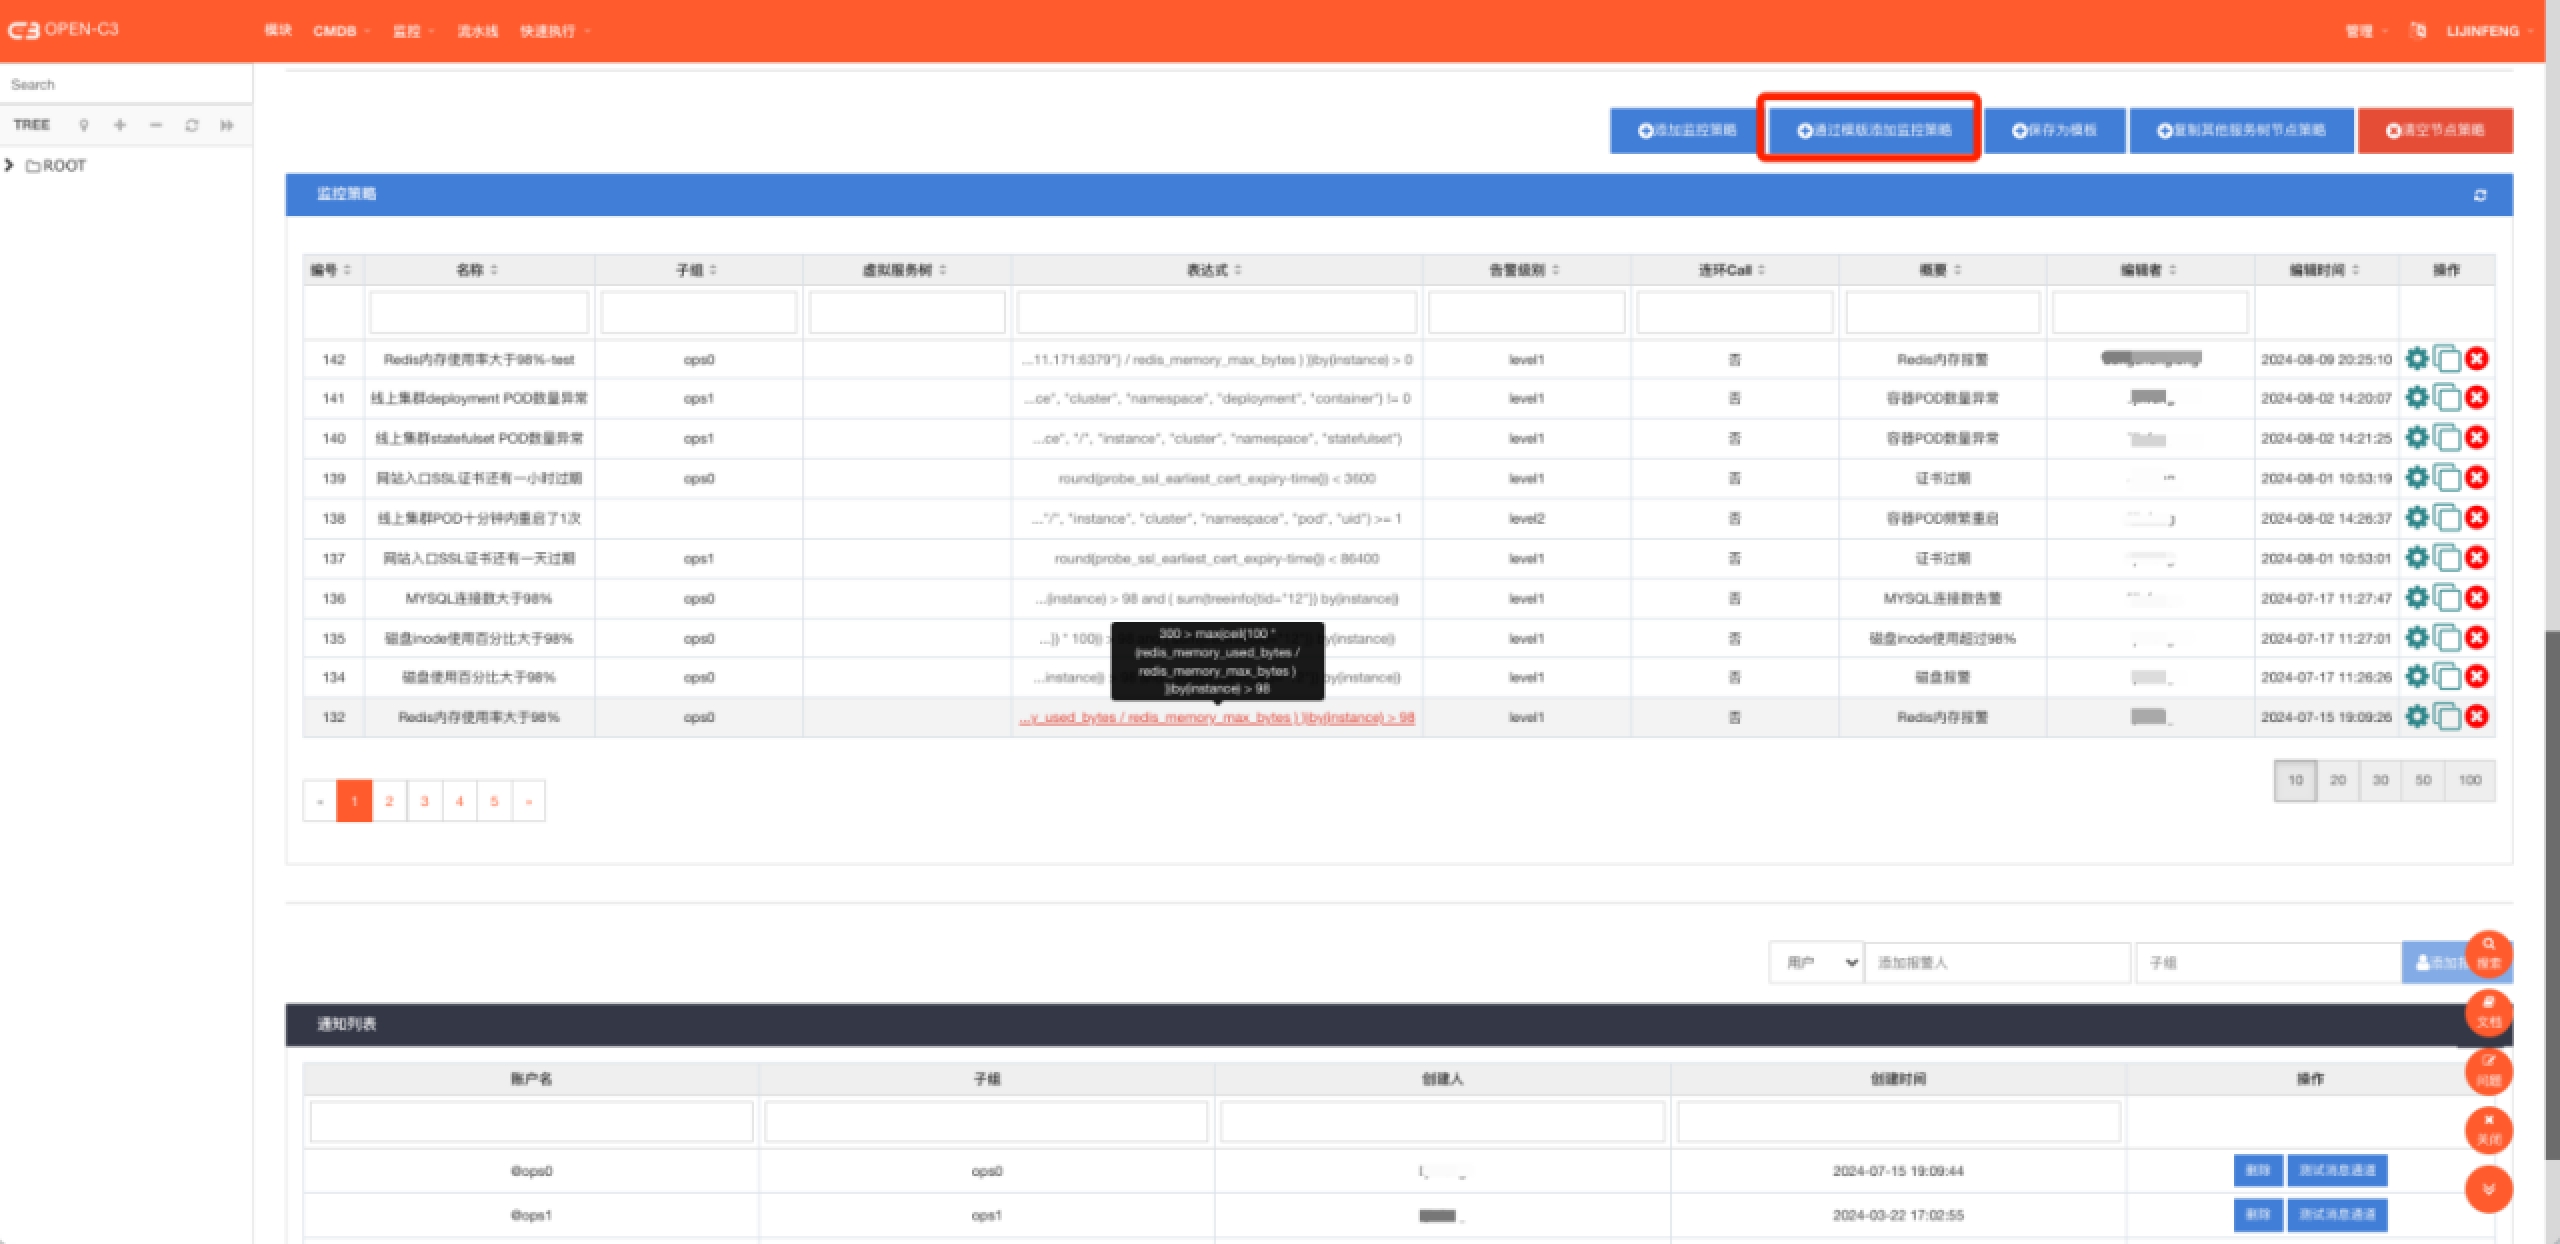 OPEN-C3 模块 CMDB 监控 流水线 快速执行 管理 LIJINFENG
Search
TREE
ROOT
添加监控策略 通过模版添加监控策略 保存为模板 复制其他服务树节点策略 清空节点策略
监控策略
编号 名称 子组 虚拟服务树 表达式 告警级别 连环Call 概要 编辑者 编辑时间 操作
142 Redis内存使用率大于98%-test ops0 ...11.171:6379"} / redis_memory_max_bytes ) ))by(instance) > 0 level1 否 Redis内存报警 2024-08-09 20:25:10
141 线上集群deployment POD数量异常 ops1 ...ce", "cluster", "namespace", "deployment", "container") != 0 level1 否 容器POD数量异常 2024-08-02 14:20:07
140 线上集群statefulset POD数量异常 ops1 ...ce", "/", "instance", "cluster", "namespace", "statefulset") level1 否 容器POD数量异常 2024-08-02 14:21:25
139 网站入口SSL证书还有一小时过期 ops0 round(probe_ssl_earliest_cert_expiry-time()) < 3600 level1 否 证书过期 2024-08-01 10:53:19
138 线上集群POD十分钟内重启了1次 ..."/", "instance", "cluster", "namespace", "pod", "uid") >= 1 level2 否 容器POD频繁重启 2024-08-02 14:26:37
137 网站入口SSL证书还有一天过期 ops1 round(probe_ssl_earliest_cert_expiry-time()) < 86400 level1 否 证书过期 2024-08-01 10:53:01
136 MYSQL连接数大于98% ops0 ...(instance) > 98 and ( sum(treeinfo{tid="12"}) by(instance)) level1 否 MYSQL连接数告警 2024-07-17 11:27:47
135 磁盘inode使用百分比大于98% ops0 ...}) * 100)) by(instance)) level1 否 磁盘inode使用超过98% 2024-07-17 11:27:01
300 > max(ceil(100 *
(redis_memory_used_bytes /
redis_memory_max_bytes )
))by(instance) > 98
134 磁盘使用百分比大于98% ops0 ...instance)) by(instance)) level1 否 磁盘报警 2024-07-17 11:26:26
132 Redis内存使用率大于98% ops0 ...y_used_bytes / redis_memory_max_bytes ) ))by(instance) > 98 level1 否 Redis内存报警 2024-07-15 19:09:26
« 1 2 3 4 5 » 10 20 30 50 100
用户 添加报警人 子组 添加 搜索
通知列表 文档
账户名 子组 创建人 创建时间 操作 问题
关闭
@ops0 ops0 2024-07-15 19:09:44 删除 测试消息通道
@ops1 ops1 2024-03-22 17:02:55 删除 测试消息通道